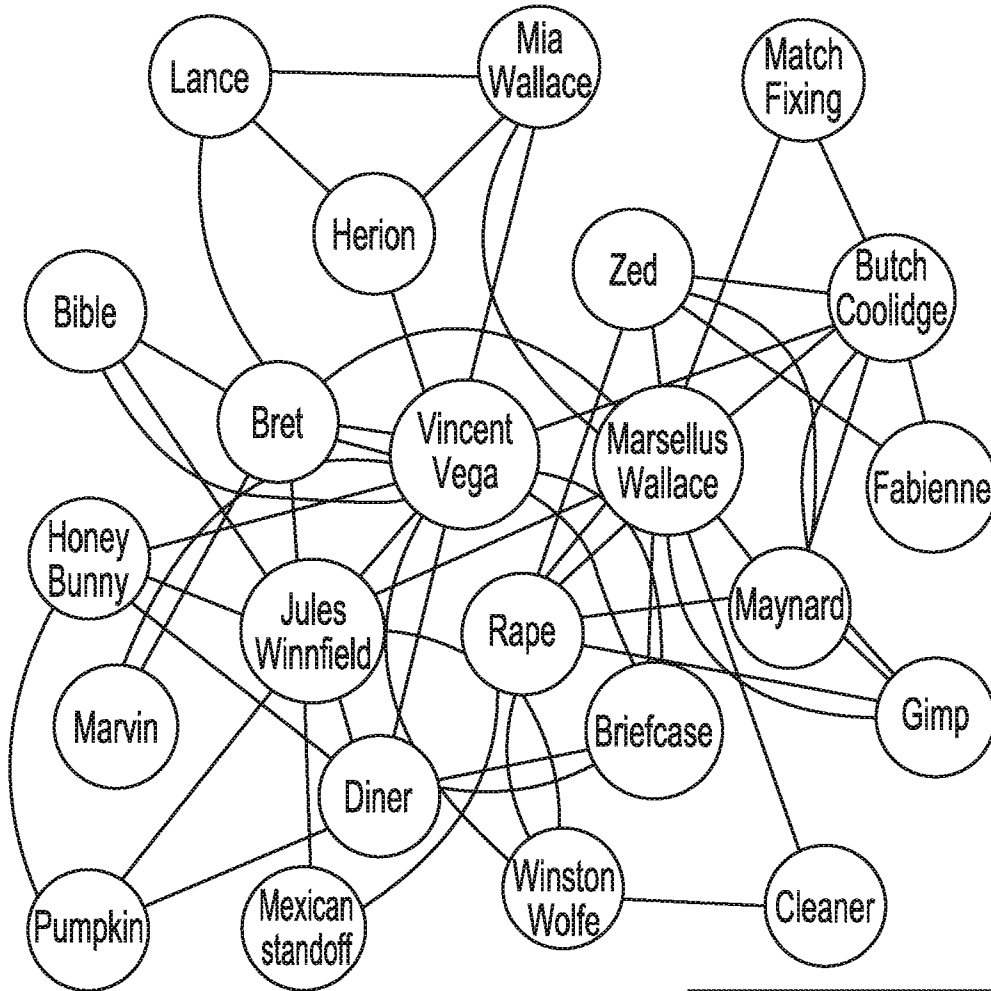 Lance
Mia
Wallace
Match
Fixing
Herion
Zed
Butch
Coolidge
Bible
Bret
Vincent
Vega
Marsellus
Wallace
Fabienne
Honey
Bunny
Jules
Winnfield
Rape
Maynard
Marvin
Diner
Briefcase
Gimp
Pumpkin
Mexican
standoff
Winston
Wolfe
Cleaner